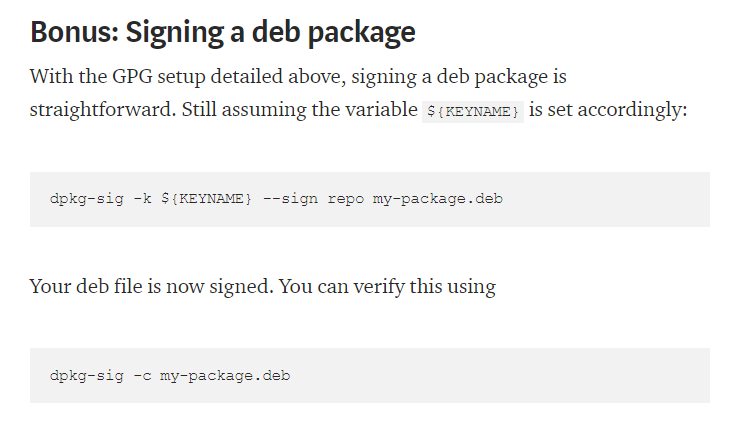 Bonus: Signing a deb package
With the GPG setup detailed above, signing a deb package is
straightforward. Still assuming the variable ${KEYNAME} is set accordingly:
dpkg-sig -k ${KEYNAME} --sign repo my-package.deb
Your deb file is now signed. You can verify this using
dpkg-sig -c my-package.deb